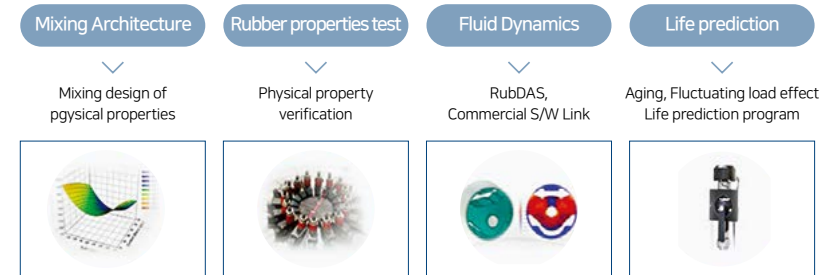 Mixing Architecture
Mixing design of
pgysical properties
Rubber properties test
Physical property
verification
Fluid Dynamics
RubDAS,
Commercial S/W Link
Life prediction
Aging, Fluctuating load effect
Life prediction program